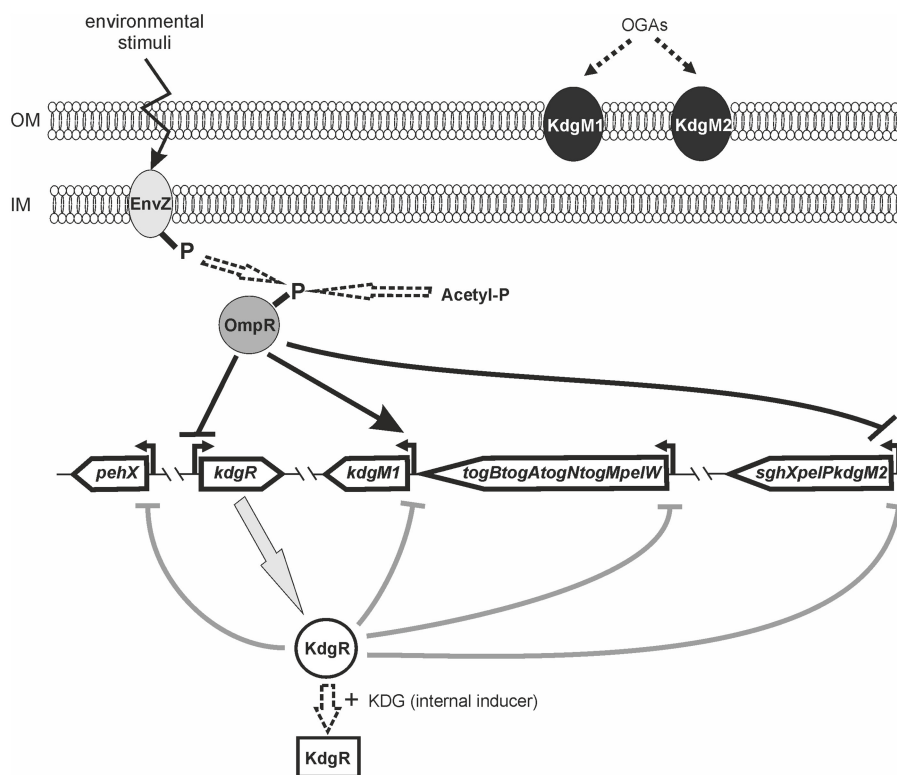 environmental
stimuli
OGAs
OM
KdgM1
KdgM2
IM
EnvZ
P
P
Acetyl-P
OmpR
pehX
kdgR
kdgM1
togBtogAtogNtogMpelW
sghXpelPkdgM2
KdgR
+ KDG (internal inducer)
KdgR